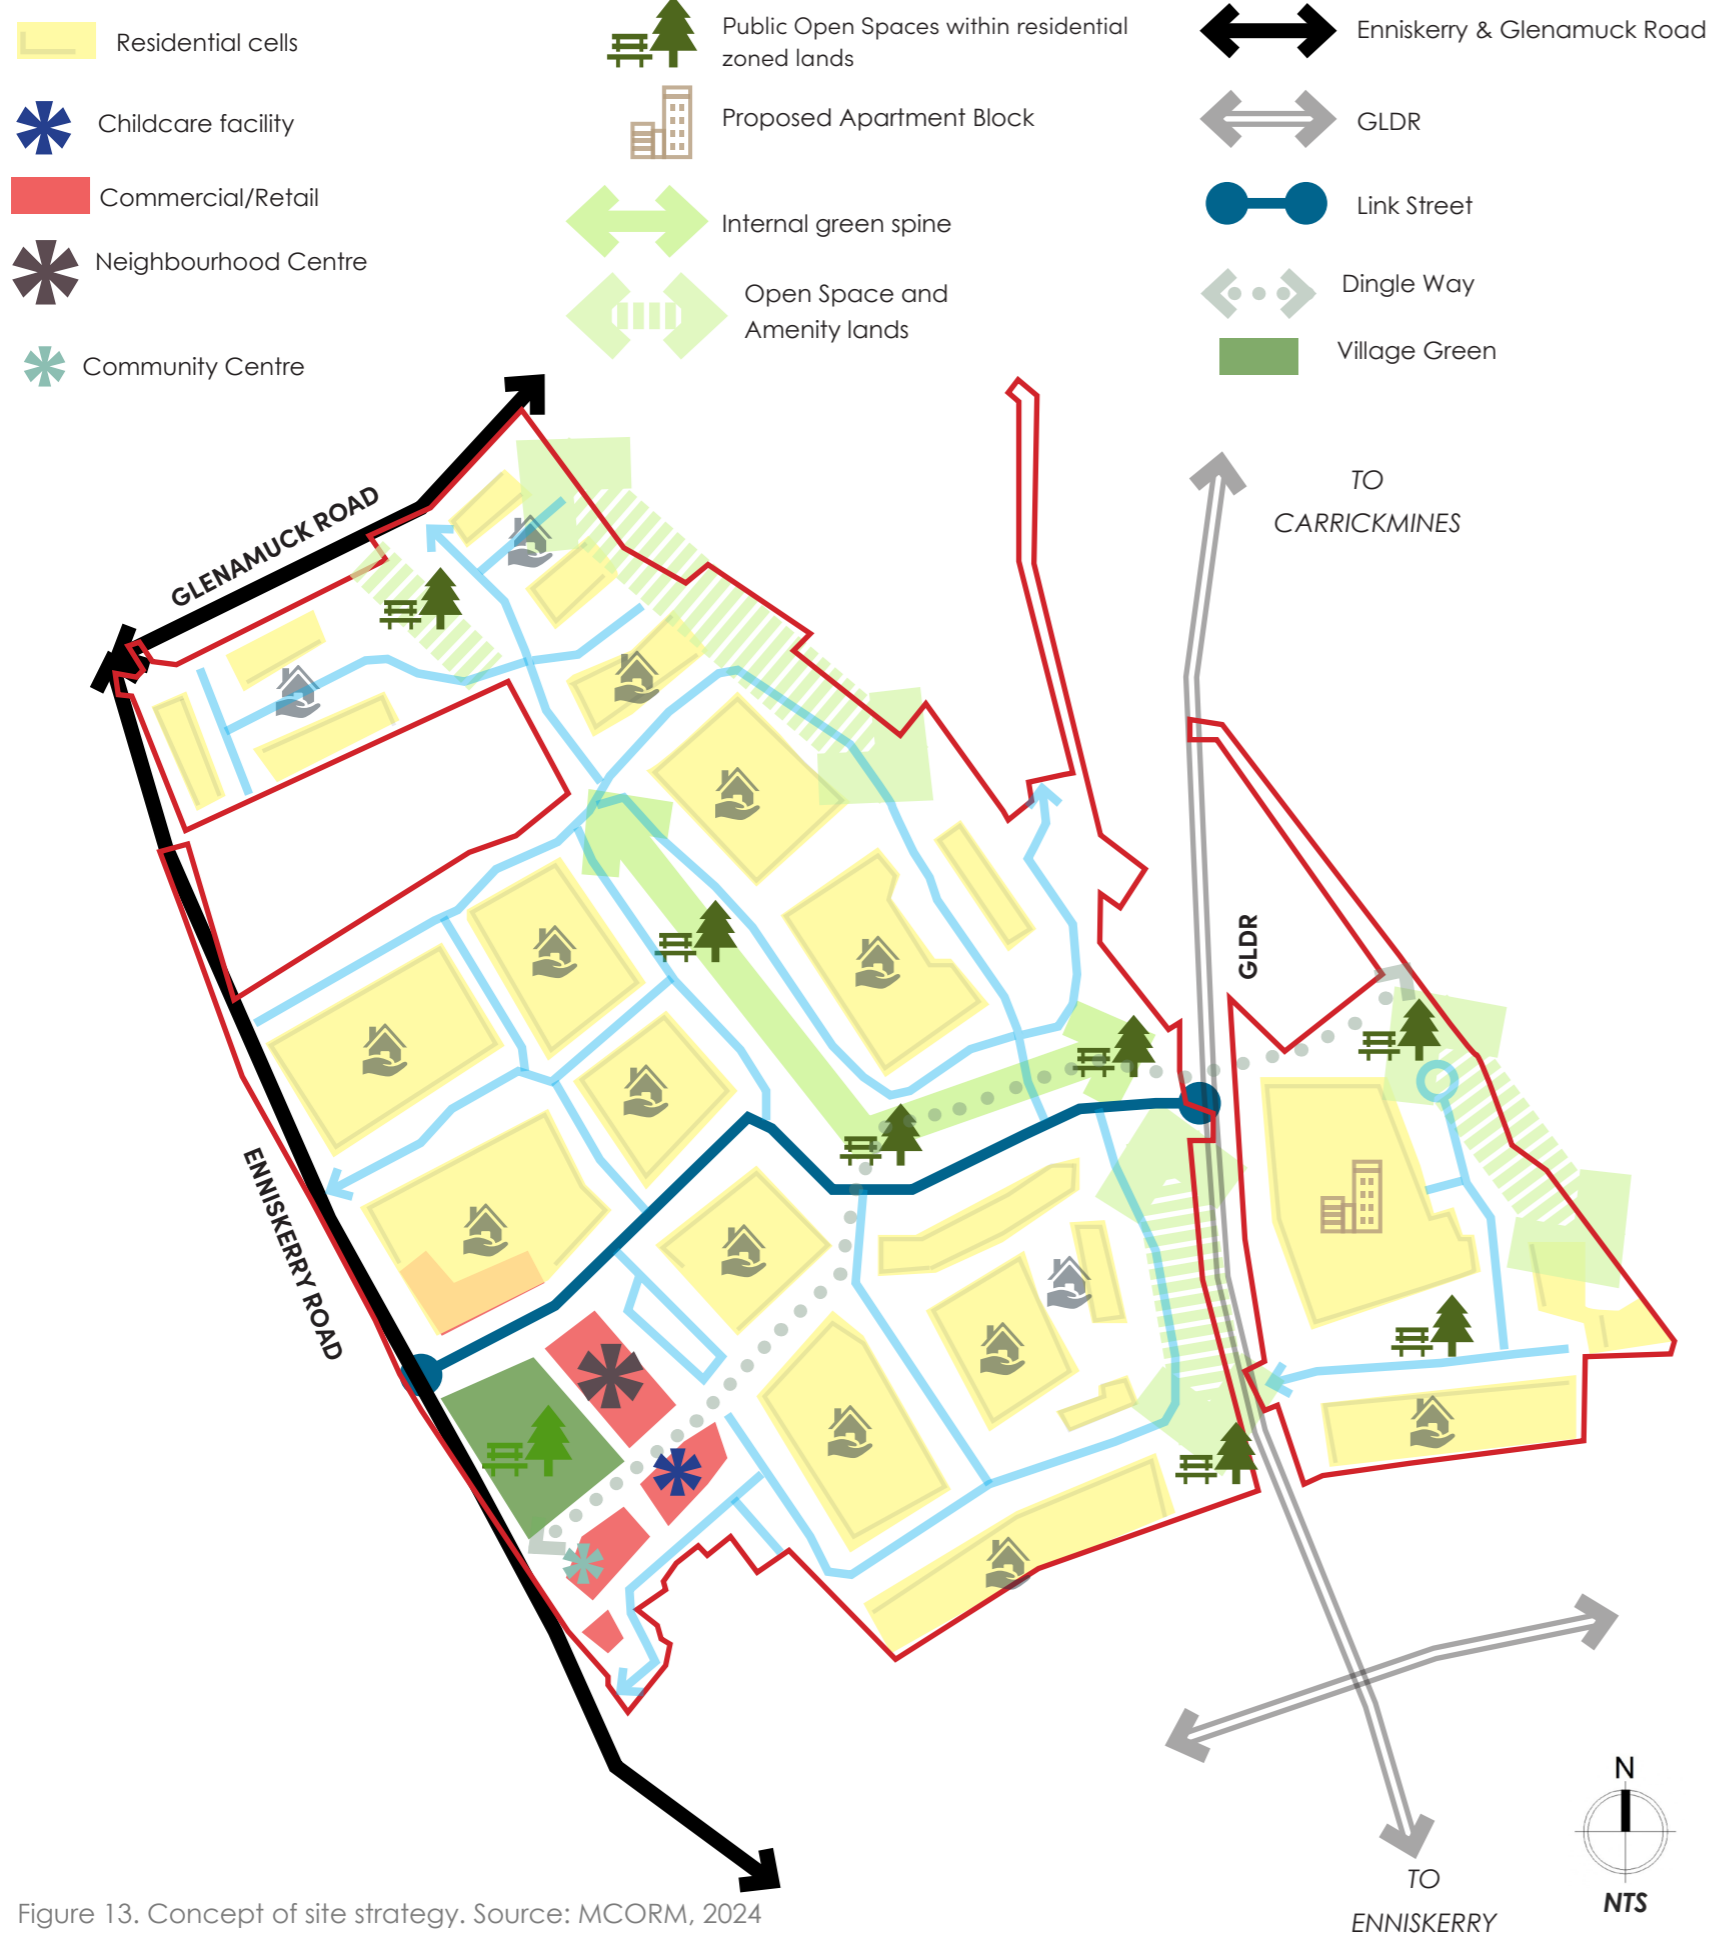 Residential cells
Childcare facility
Commercial/Retail
Neighbourhood Centre
Community Centre
Public Open Spaces within residential
zoned lands
Proposed Apartment Block
Internal green spine
Open Space and
Amenity lands
Enniskerry & Glenamuck Road
GLDR
Link Street
Dingle Way
Village Green
GLENAMUCK ROAD
TO
CARRICKMINES
GLDR
ENNISKERRY ROAD
N
NTS
TO
ENNISKERRY
Figure 13. Concept of site strategy. Source: MCORM, 2024